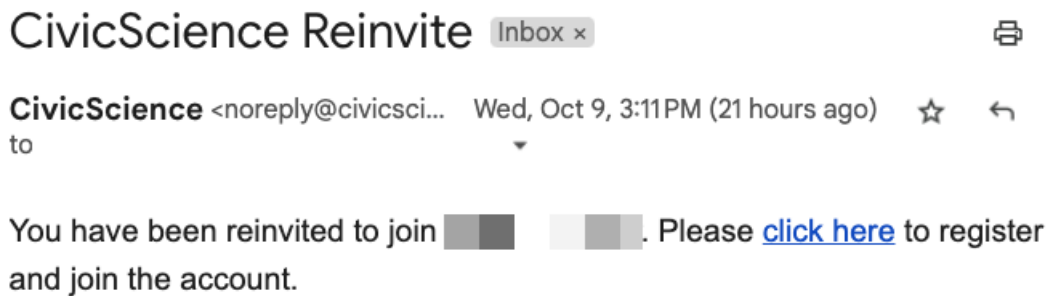 CivicScience Reinvite Inbox ×
CivicScience <noreply@civicsci... Wed, Oct 9, 3:11 PM (21 hours ago)
to
You have been reinvited to join . Please click here to register
and join the account.